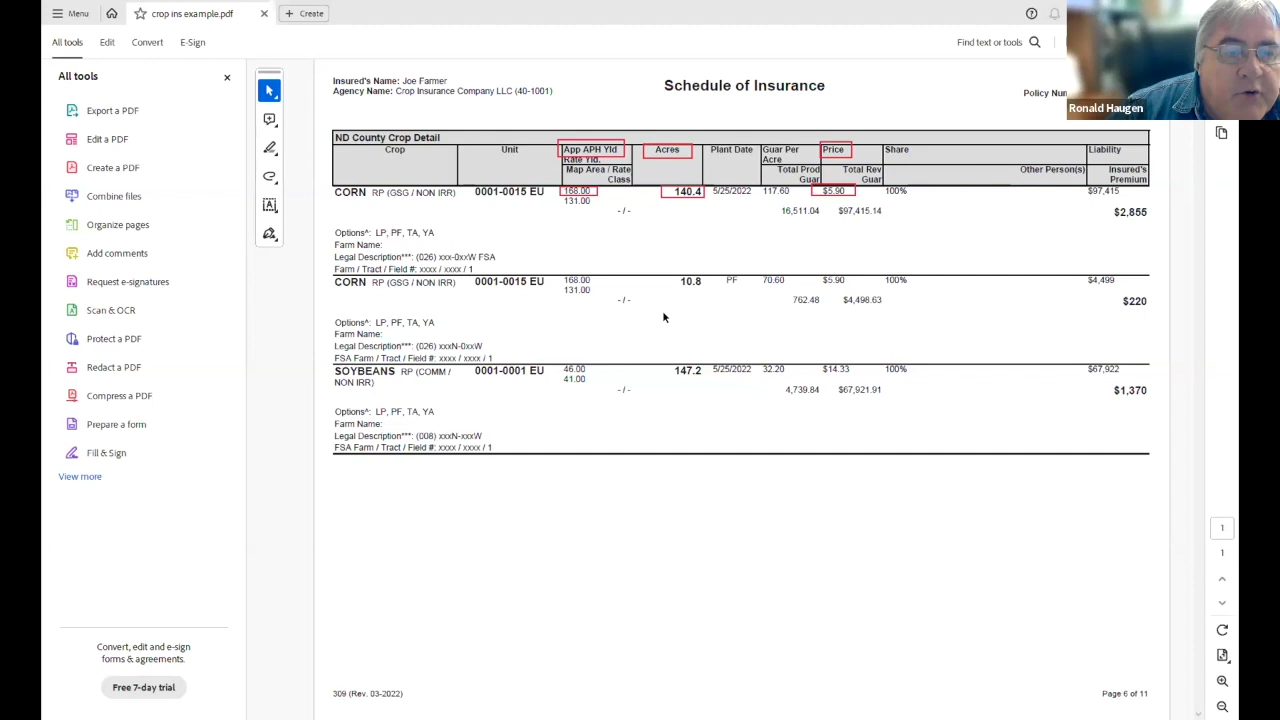 Menu
crop ins example.pdf
Create
All tools
Edit
Convert
E-Sign
Find text or tools
Ronald Haugen
All tools
Export a PDF
Edit a PDF
Create a PDF
Combine files
Organize pages
Add comments
Request e-signatures
Scan & OCR
Protect a PDF
Redact a PDF
Compress a PDF
Prepare a form
Fill & Sign
View more
Convert, edit and e-sign
forms & agreements.
Free 7-day trial
Insured's Name: Joe Farmer
Agency Name: Crop Insurance Company LLC (40-1001)
Schedule of Insurance
Policy Num
ND County Crop Detail
Crop Unit App APH Yld Acres Plant Date Guar Per Price Share Liability
Rate Yld. Acre
Map Area / Rate Total Prod Total Rev Other Person(s) Insured's
Class Guar Guar Premium
CORN RP (GSG / NON IRR) 0001-0015 EU 168.00 140.4 5/25/2022 117.60 $5.90 100% $97,415
131.00
- / - 16,511.04 $97,415.14 $2,855
Options^: LP, PF, TA, YA
Farm Name:
Legal Description***: (026) xxx-0xxW FSA
Farm / Tract / Field #: xxxx / xxxx / 1
CORN RP (GSG / NON IRR) 0001-0015 EU 168.00 10.8 PF 70.60 $5.90 100% $4,499
131.00
- / - 762.48 $4,498.63 $220
Options^: LP, PF, TA, YA
Farm Name:
Legal Description***: (026) xxxN-0xxW
FSA Farm / Tract / Field #: xxxx / xxxx / 1
SOYBEANS RP (COMM / 0001-0001 EU 46.00 147.2 5/25/2022 32.20 $14.33 100% $67,922
NON IRR) 41.00
- / - 4,739.84 $67,921.91 $1,370
Options^: LP, PF, TA, YA
Farm Name:
Legal Description***: (008) xxxN-xxxW
FSA Farm / Tract / Field #: xxxx / xxxx / 1
309 (Rev. 03-2022)
Page 6 of 11
1
1